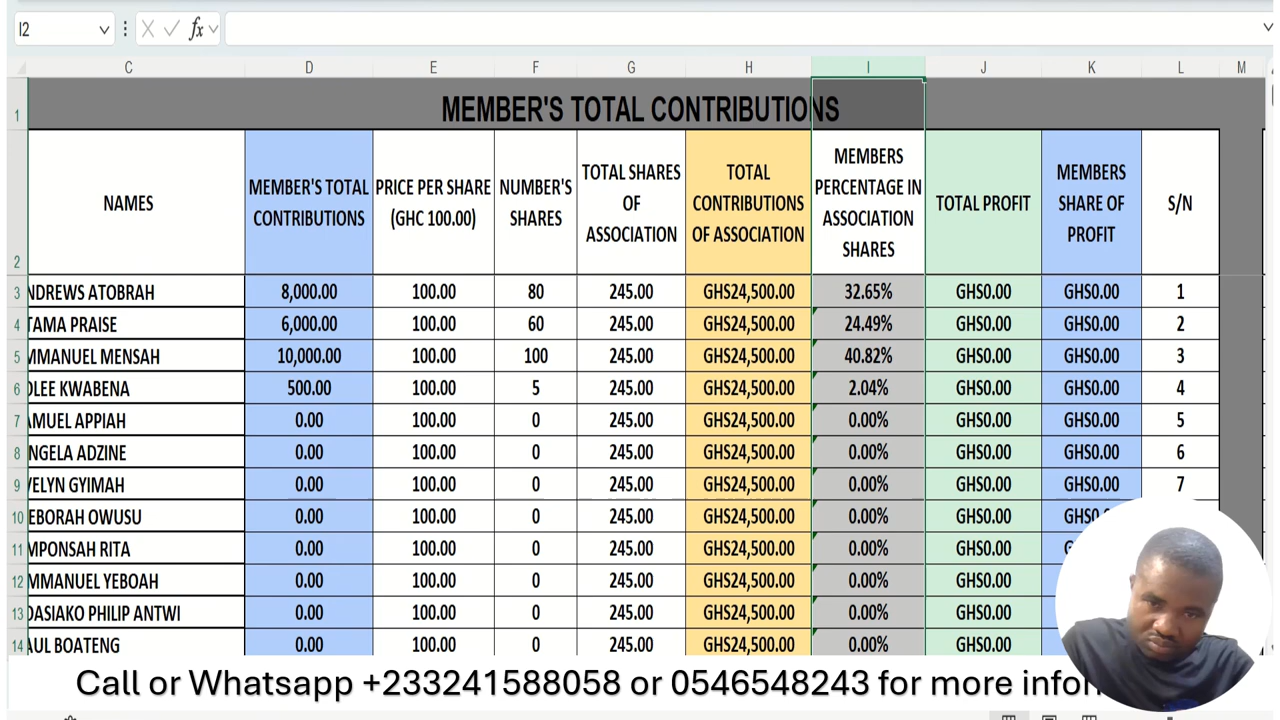 I2 fx
C D E F G H I J K L M
1 MEMBER'S TOTAL CONTRIBUTIONS
2 NAMES MEMBER'S TOTAL CONTRIBUTIONS PRICE PER SHARE (GHC 100.00) NUMBER'S SHARES TOTAL SHARES OF ASSOCIATION TOTAL CONTRIBUTIONS OF ASSOCIATION MEMBERS PERCENTAGE IN ASSOCIATION SHARES TOTAL PROFIT MEMBERS SHARE OF PROFIT S/N
3 NDREWS ATOBRAH 8,000.00 100.00 80 245.00 GHS24,500.00 32.65% GHS0.00 GHS0.00 1
4 TAMA PRAISE 6,000.00 100.00 60 245.00 GHS24,500.00 24.49% GHS0.00 GHS0.00 2
5 MMANUEL MENSAH 10,000.00 100.00 100 245.00 GHS24,500.00 40.82% GHS0.00 GHS0.00 3
6 OLEE KWABENA 500.00 100.00 5 245.00 GHS24,500.00 2.04% GHS0.00 GHS0.00 4
7 AMUEL APPIAH 0.00 100.00 0 245.00 GHS24,500.00 0.00% GHS0.00 GHS0.00 5
8 NGELA ADZINE 0.00 100.00 0 245.00 GHS24,500.00 0.00% GHS0.00 GHS0.00 6
9 VELYN GYIMAH 0.00 100.00 0 245.00 GHS24,500.00 0.00% GHS0.00 GHS0.00 7
10 EBORAH OWUSU 0.00 100.00 0 245.00 GHS24,500.00 0.00% GHS0.00
11 MPONSAH RITA 0.00 100.00 0 245.00 GHS24,500.00 0.00% GHS0.00
12 MMANUEL YEBOAH 0.00 100.00 0 245.00 GHS24,500.00 0.00% GHS0.00
13 DASIAKO PHILIP ANTWI 0.00 100.00 0 245.00 GHS24,500.00 0.00% GHS0.00
14 AUL BOATENG 0.00 100.00 0 245.00 GHS24,500.00 0.00% GHS0.00
Call or Whatsapp +233241588058 or 0546548243 for more